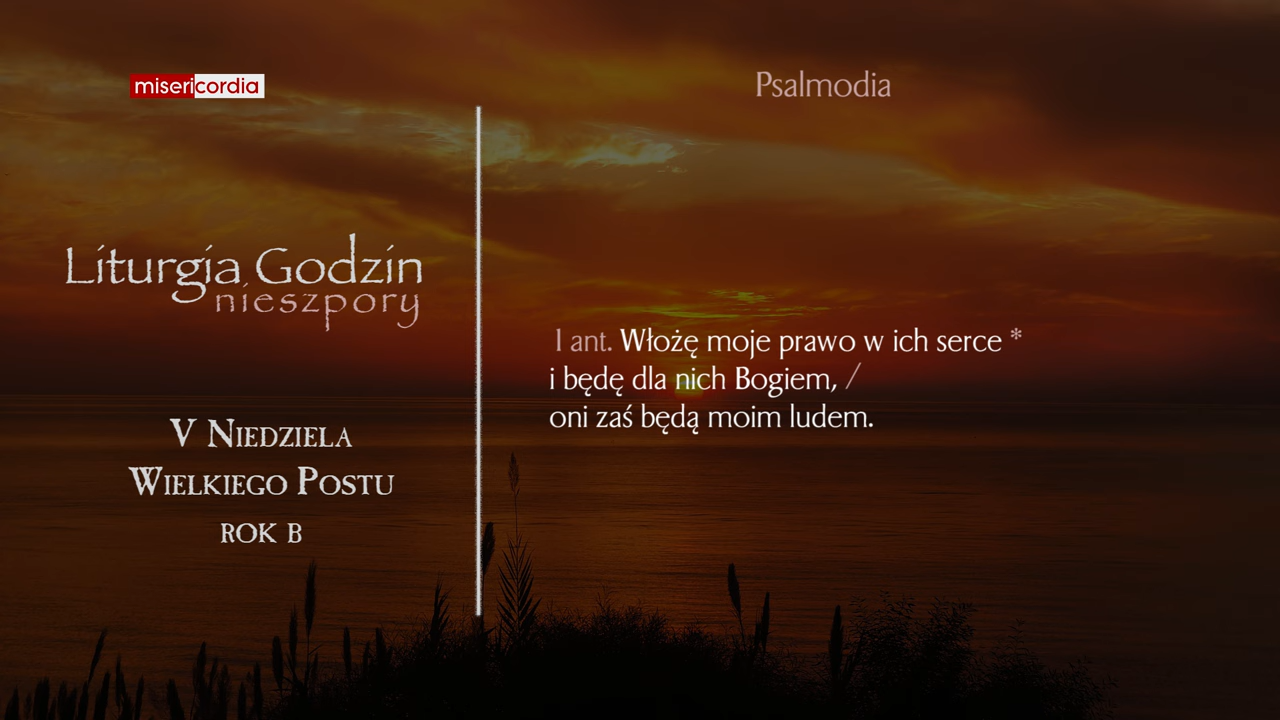 misericordia
Liturgia Godzin
nieszpory
V Niedziela
Wielkiego Postu
rok B
Psalmodia
1 ant. Włożę moje prawo w ich serce *
i będę dla nich Bogiem, /
oni zaś będą moim ludem.